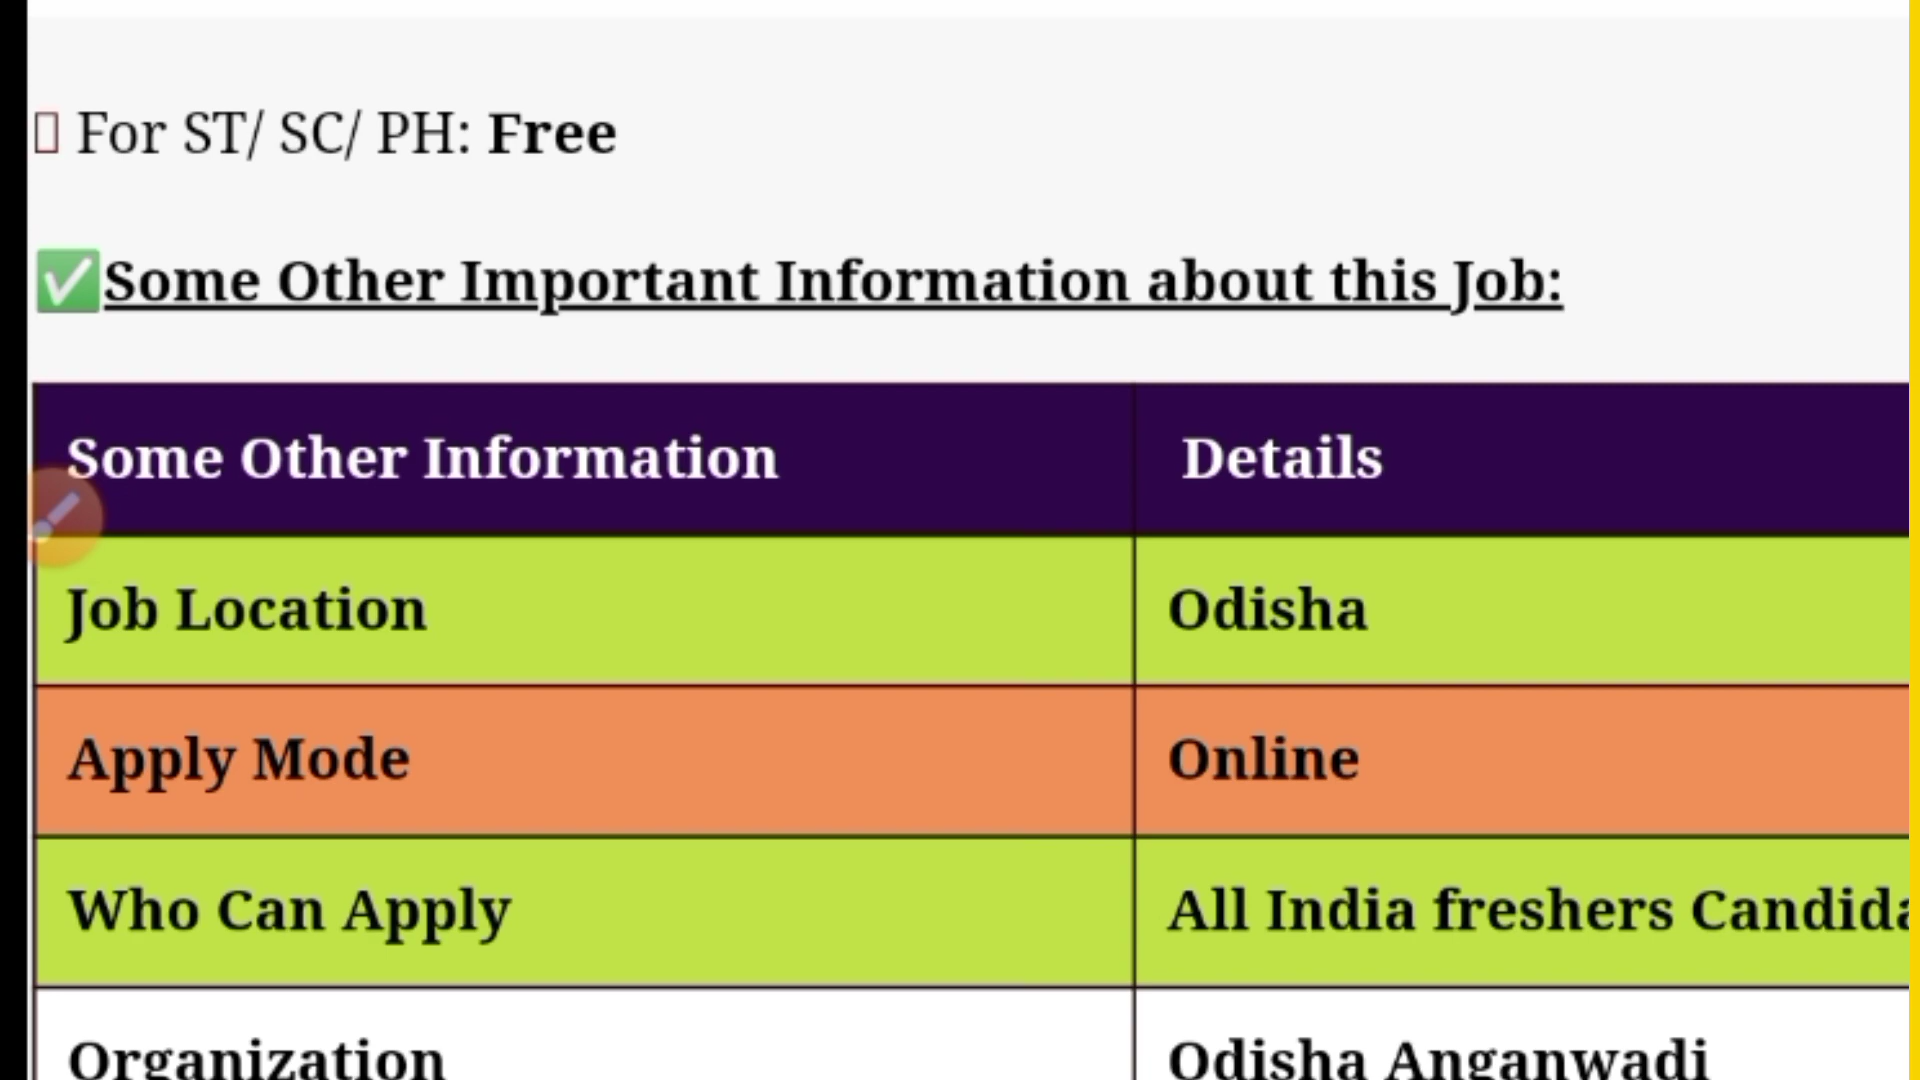 For ST/ SC/ PH: Free
✅Some Other Important Information about this Job:
Some Other Information Details
Job Location Odisha
Apply Mode Online
Who Can Apply All India freshers
Organization Odisha Anganwadi